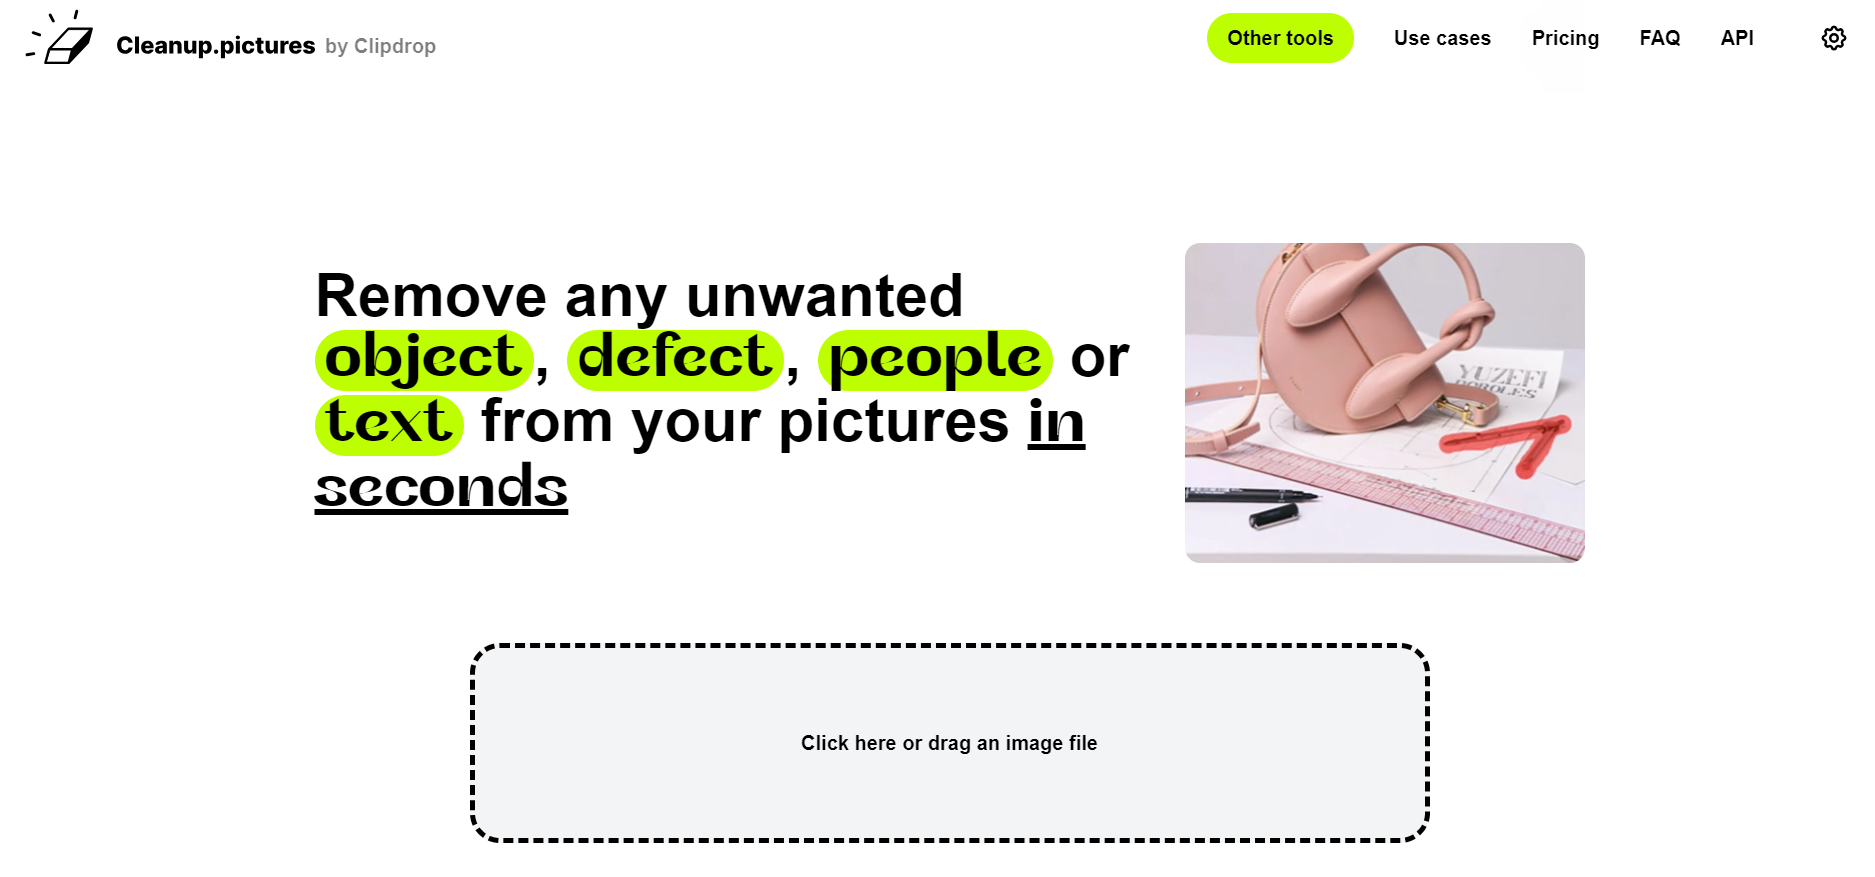 Cleanup.pictures by Clipdrop
Other tools Use cases Pricing FAQ API
Remove any unwanted
object, defect, people or
text from your pictures in
seconds
YUZEFI
Click here or drag an image file